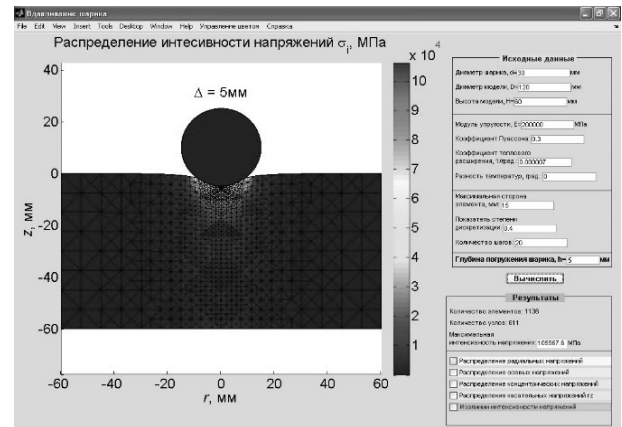 Вдавливание шарика
File Edit View Insert Tools Desktop Window Help Управление цветом Справка
Распределение интесивности напряжений σi, МПа
x 10^4
Δ = 5мм
40
20
0
-20
-40
-60
z, мм
-60 -40 -20 0 20 40 60
r, мм
10
9
8
7
6
5
4
3
2
1
Исходные данные
Диаметр шарика, d= 30 мм
Диаметр модели, D= 120 мм
Высота модели, H= 60 мм
Модуль упругости, E= 200000 МПа
Коэффициент Пуассона: 0.3
Коэффициент теплового
расширения, 1/град.: 0.000007
Разность температур, град.: 0
Максимальная сторона
элемента, мм: 15
Показатель степени
дискретизации: 0.4
Количество шагов: 20
Глубина погружения шарика, h= 5 мм
Вычислить
Результаты
Количество элементов: 1136
Количество узлов: 611
Максимальная
интенсивность напряжений: МПа
Распределение радиальных напряжений
Распределение осевых напряжений
Распределение концентрических напряжений
Распределение касательных напряжений rz
Изолинии интенсивности напряжений